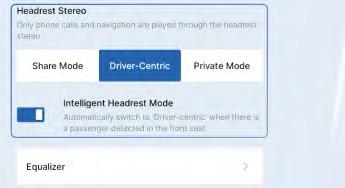 Headrest Stereo
Only phone calls and navigation are played through the headrest
stereo
Share Mode Driver-Centric Private Mode
Intelligent Headrest Mode
Automatically switch to 'Driver-centric' when there is
a passenger detected in the front seat
Equalizer